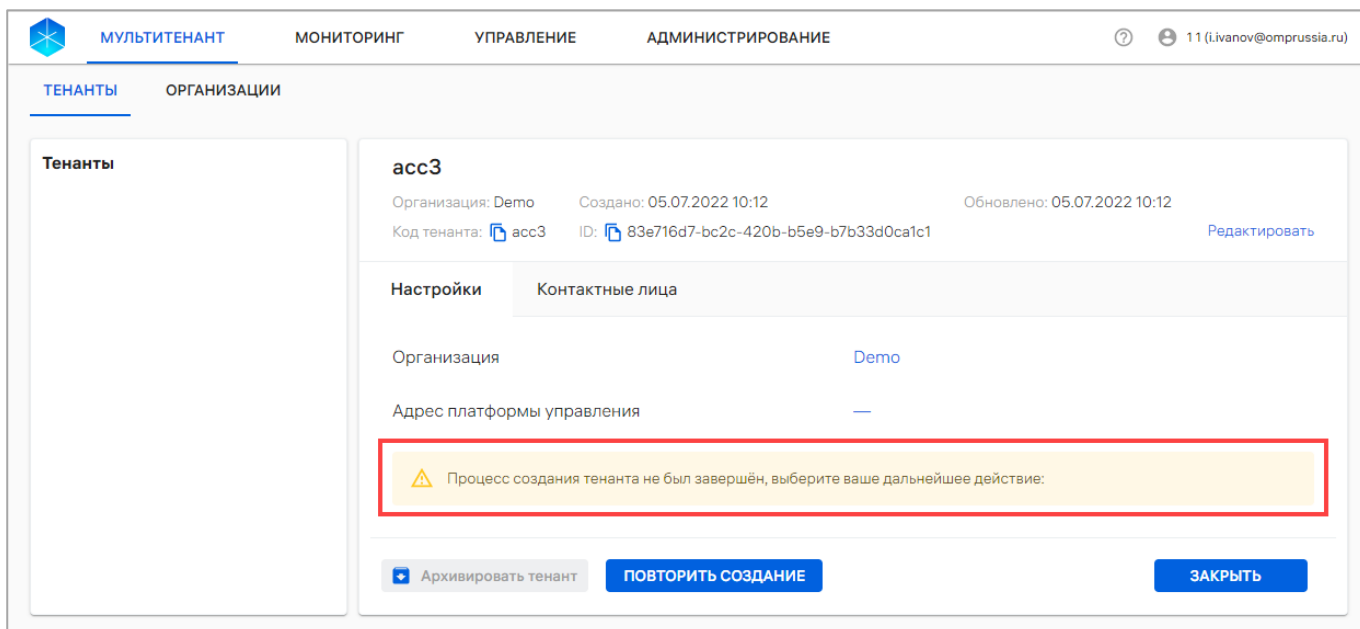 МУЛЬТИТЕНАНТ МОНИТОРИНГ УПРАВЛЕНИЕ АДМИНИСТРИРОВАНИЕ 1 1 (i.ivanov@omprussia.ru)
ТЕНАНТЫ ОРГАНИЗАЦИИ
Тенанты
acc3
Организация: Demo Создано: 05.07.2022 10:12 Обновлено: 05.07.2022 10:12
Код тенанта: acc3 ID: 83e716d7-bc2c-420b-b5e9-b7b33d0ca1c1 Редактировать
Настройки Контактные лица
Организация Demo
Адрес платформы управления —
Процесс создания тенанта не был завершён, выберите ваше дальнейшее действие:
Архивировать тенант ПОВТОРИТЬ СОЗДАНИЕ ЗАКРЫТЬ